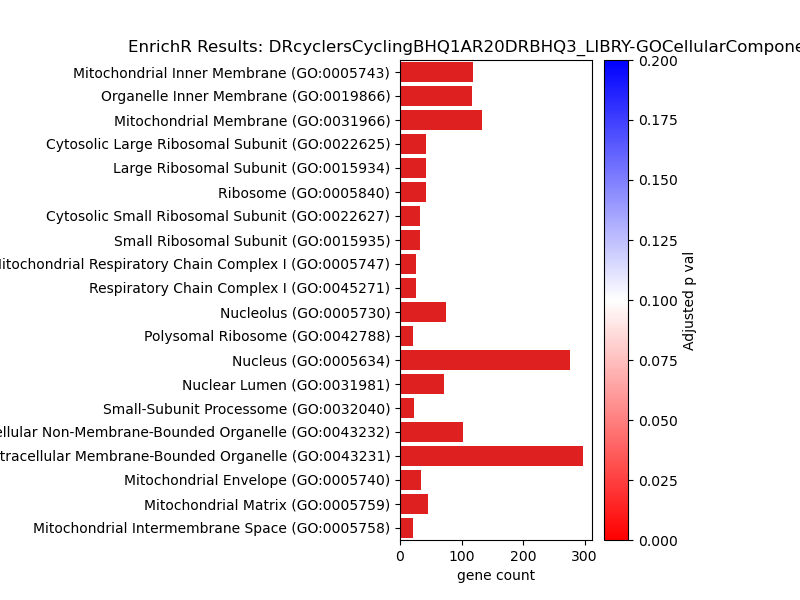 EnrichR Results: DRcyclersCyclingBHQ1AR20DRBHQ3_LIBRY-GOCellularCompone
Mitochondrial Inner Membrane (GO:0005743)
Organelle Inner Membrane (GO:0019866)
Mitochondrial Membrane (GO:0031966)
Cytosolic Large Ribosomal Subunit (GO:0022625)
Large Ribosomal Subunit (GO:0015934)
Ribosome (GO:0005840)
Cytosolic Small Ribosomal Subunit (GO:0022627)
Small Ribosomal Subunit (GO:0015935)
itochondrial Respiratory Chain Complex I (GO:0005747)
Respiratory Chain Complex I (GO:0045271)
Nucleolus (GO:0005730)
Polysomal Ribosome (GO:0042788)
Nucleus (GO:0005634)
Nuclear Lumen (GO:0031981)
Small-Subunit Processome (GO:0032040)
ellular Non-Membrane-Bounded Organelle (GO:0043232)
tracellular Membrane-Bounded Organelle (GO:0043231)
Mitochondrial Envelope (GO:0005740)
Mitochondrial Matrix (GO:0005759)
Mitochondrial Intermembrane Space (GO:0005758)
0 100 200 300
gene count
0.200
0.175
0.150
0.125
0.100
0.075
0.050
0.025
0.000
Adjusted p val